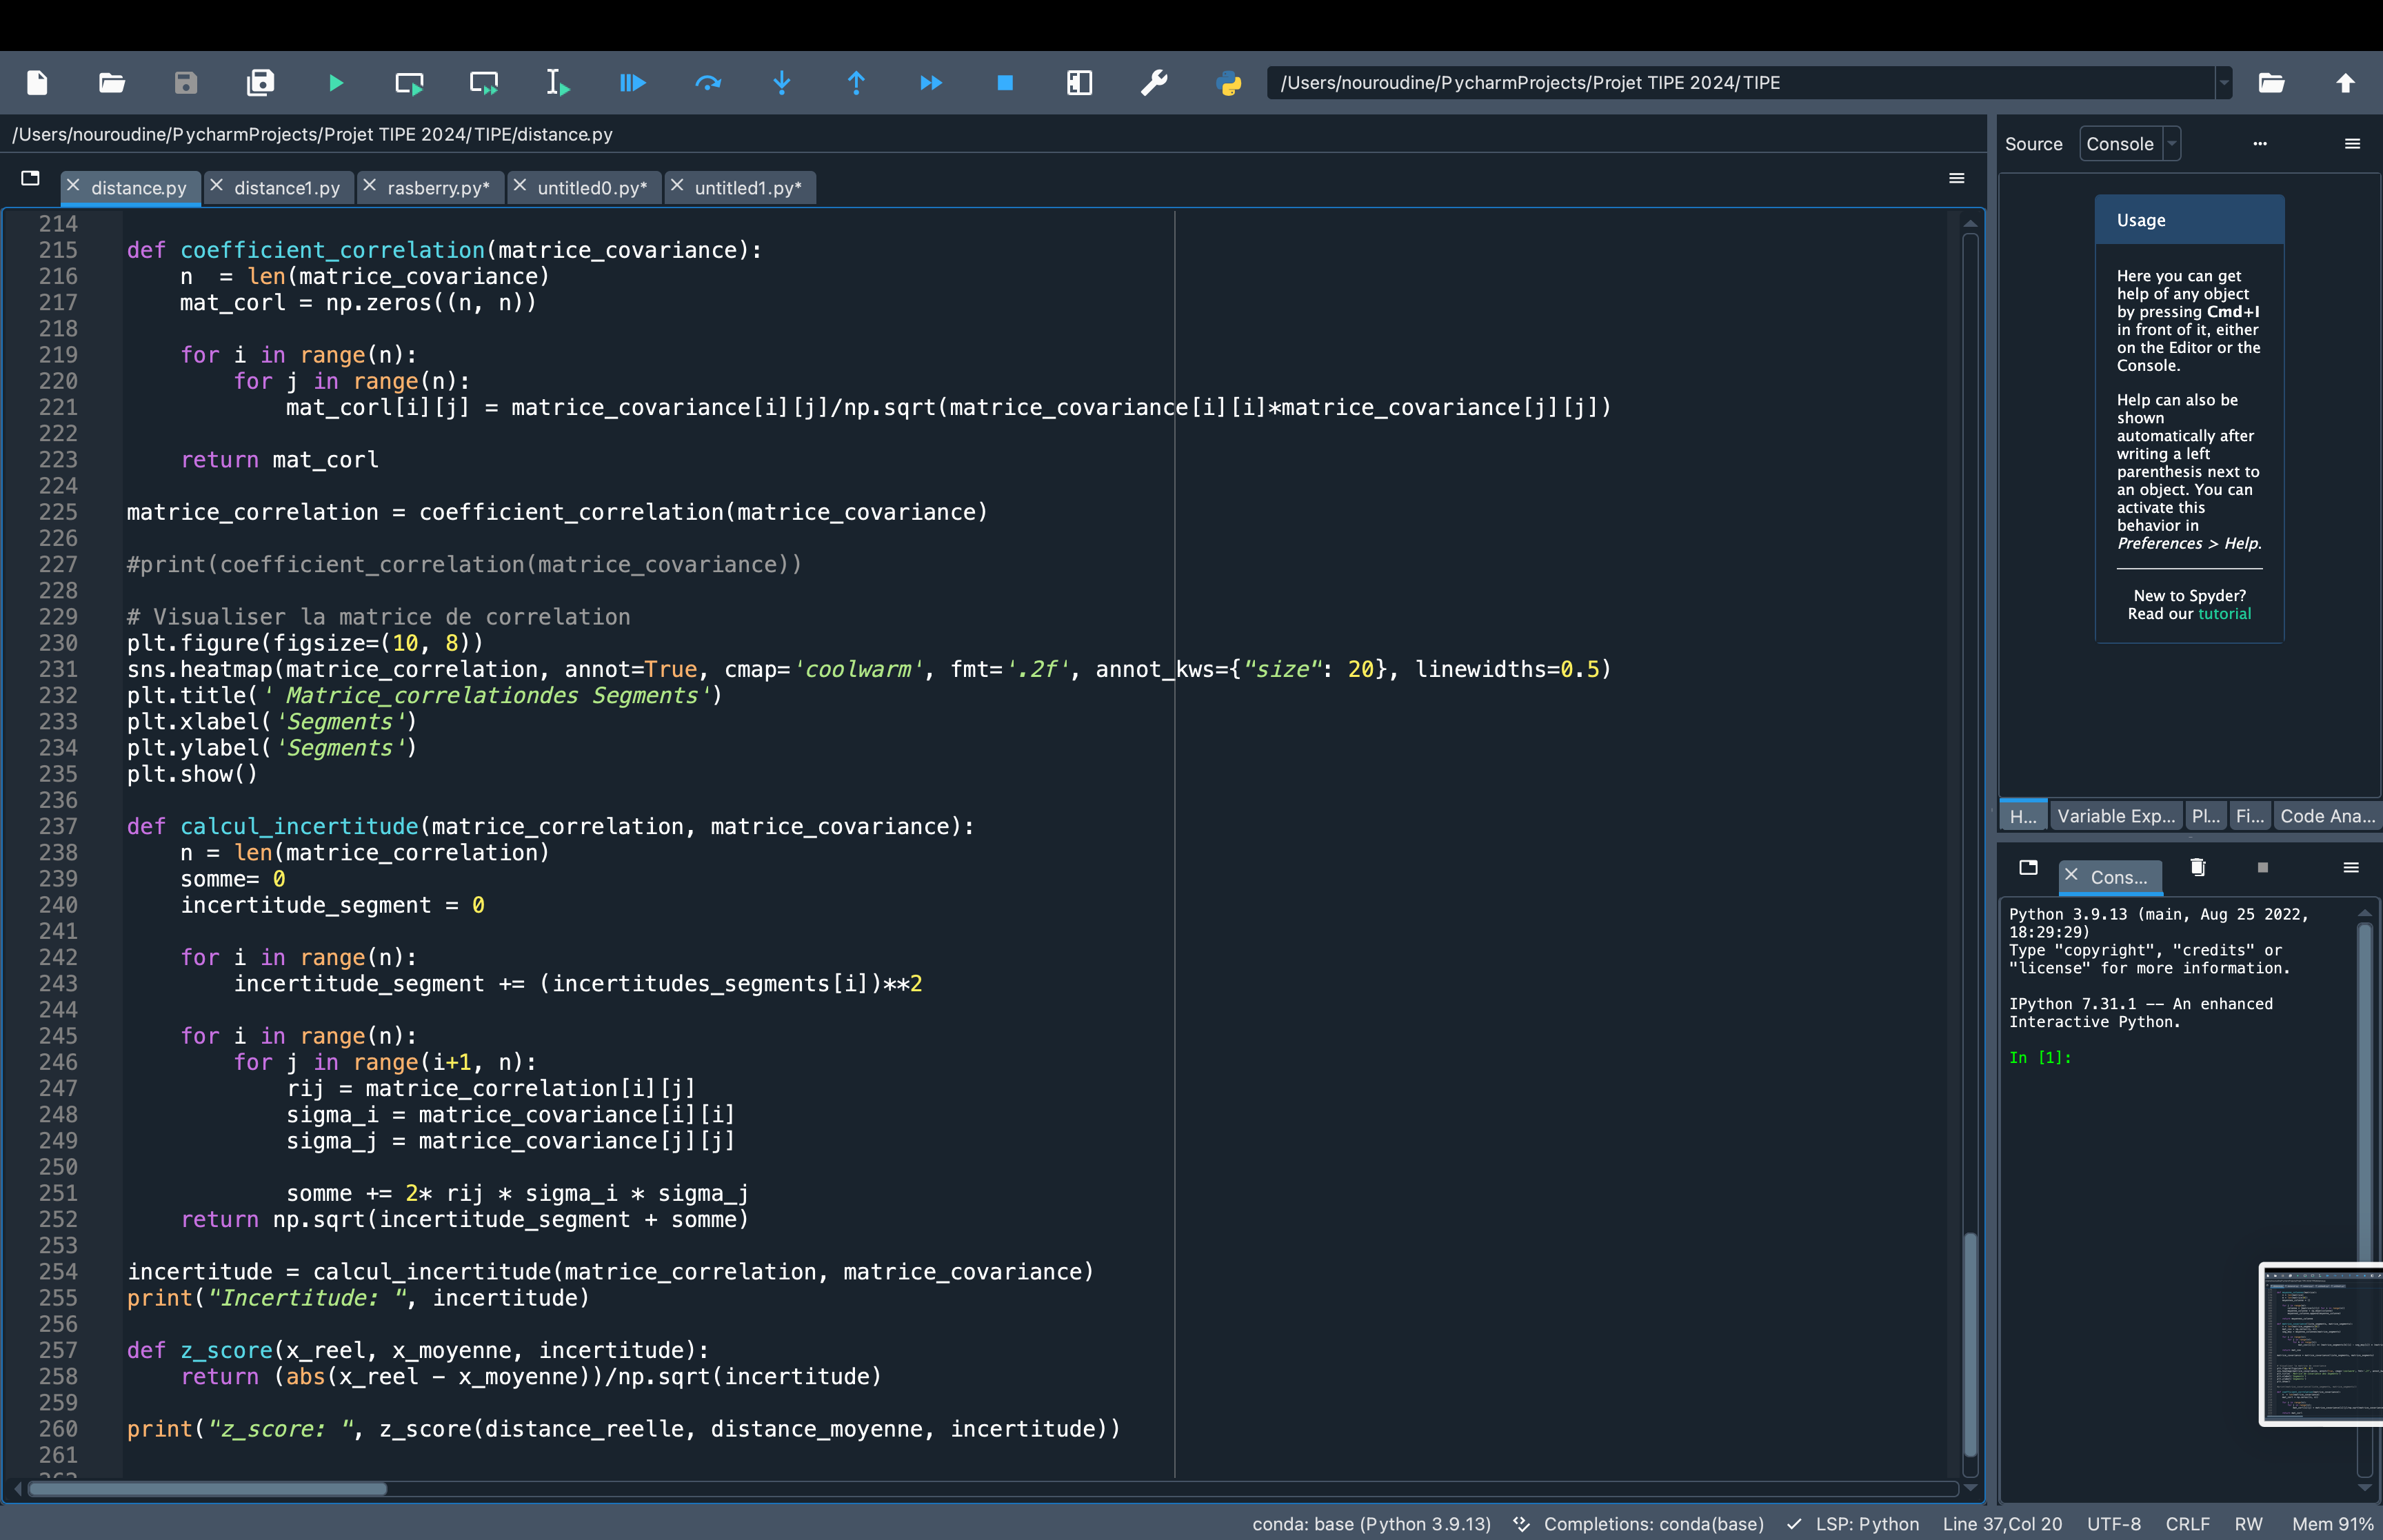 /Users/nouroudine/PycharmProjects/Projet TIPE 2024/TIPE
/Users/nouroudine/PycharmProjects/Projet TIPE 2024/TIPE/distance.py
distance.py
distance1.py
rasberry.py*
untitled0.py*
untitled1.py*
214
215 def coefficient_correlation(matrice_covariance):
216     n  = len(matrice_covariance)
217     mat_corl = np.zeros((n, n))
218
219     for i in range(n):
220         for j in range(n):
221             mat_corl[i][j] = matrice_covariance[i][j]/np.sqrt(matrice_covariance[i][i]*matrice_covariance[j][j])
222
223     return mat_corl
224
225 matrice_correlation = coefficient_correlation(matrice_covariance)
226
227 #print(coefficient_correlation(matrice_covariance))
228
229 # Visualiser la matrice de correlation
230 plt.figure(figsize=(10, 8))
231 sns.heatmap(matrice_correlation, annot=True, cmap='coolwarm', fmt='.2f', annot_kws={"size": 20}, linewidths=0.5)
232 plt.title(' Matrice_correlationdes Segments')
233 plt.xlabel('Segments')
234 plt.ylabel('Segments')
235 plt.show()
236
237 def calcul_incertitude(matrice_correlation, matrice_covariance):
238     n = len(matrice_correlation)
239     somme= 0
240     incertitude_segment = 0
241
242     for i in range(n):
243         incertitude_segment += (incertitudes_segments[i])**2
244
245     for i in range(n):
246         for j in range(i+1, n):
247             rij = matrice_correlation[i][j]
248             sigma_i = matrice_covariance[i][i]
249             sigma_j = matrice_covariance[j][j]
250
251             somme += 2* rij * sigma_i * sigma_j
252     return np.sqrt(incertitude_segment + somme)
253
254 incertitude = calcul_incertitude(matrice_correlation, matrice_covariance)
255 print("Incertitude: ", incertitude)
256
257 def z_score(x_reel, x_moyenne, incertitude):
258     return (abs(x_reel - x_moyenne))/np.sqrt(incertitude)
259
260 print("z_score: ", z_score(distance_reelle, distance_moyenne, incertitude))
261
Source Console
Usage
Here you can get
help of any object
by pressing Cmd+I
in front of it, either
on the Editor or the
Console.
Help can also be
shown
automatically after
writing a left
parenthesis next to
an object. You can
activate this
behavior in
Preferences > Help.
New to Spyder?
Read our tutorial
H... Variable Exp... Pl... Fi... Code Ana...
Cons...
Python 3.9.13 (main, Aug 25 2022,
18:29:29)
Type "copyright", "credits" or
"license" for more information.
IPython 7.31.1 -- An enhanced
Interactive Python.
In [1]:
conda: base (Python 3.9.13) Completions: conda(base) LSP: Python Line 37,Col 20 UTF-8 CRLF RW Mem 91%